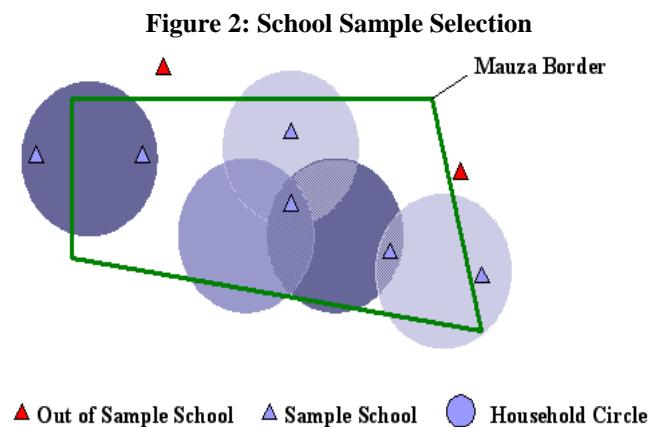 Figure 2: School Sample Selection
Mauza Border
Out of Sample School Sample School Household Circle